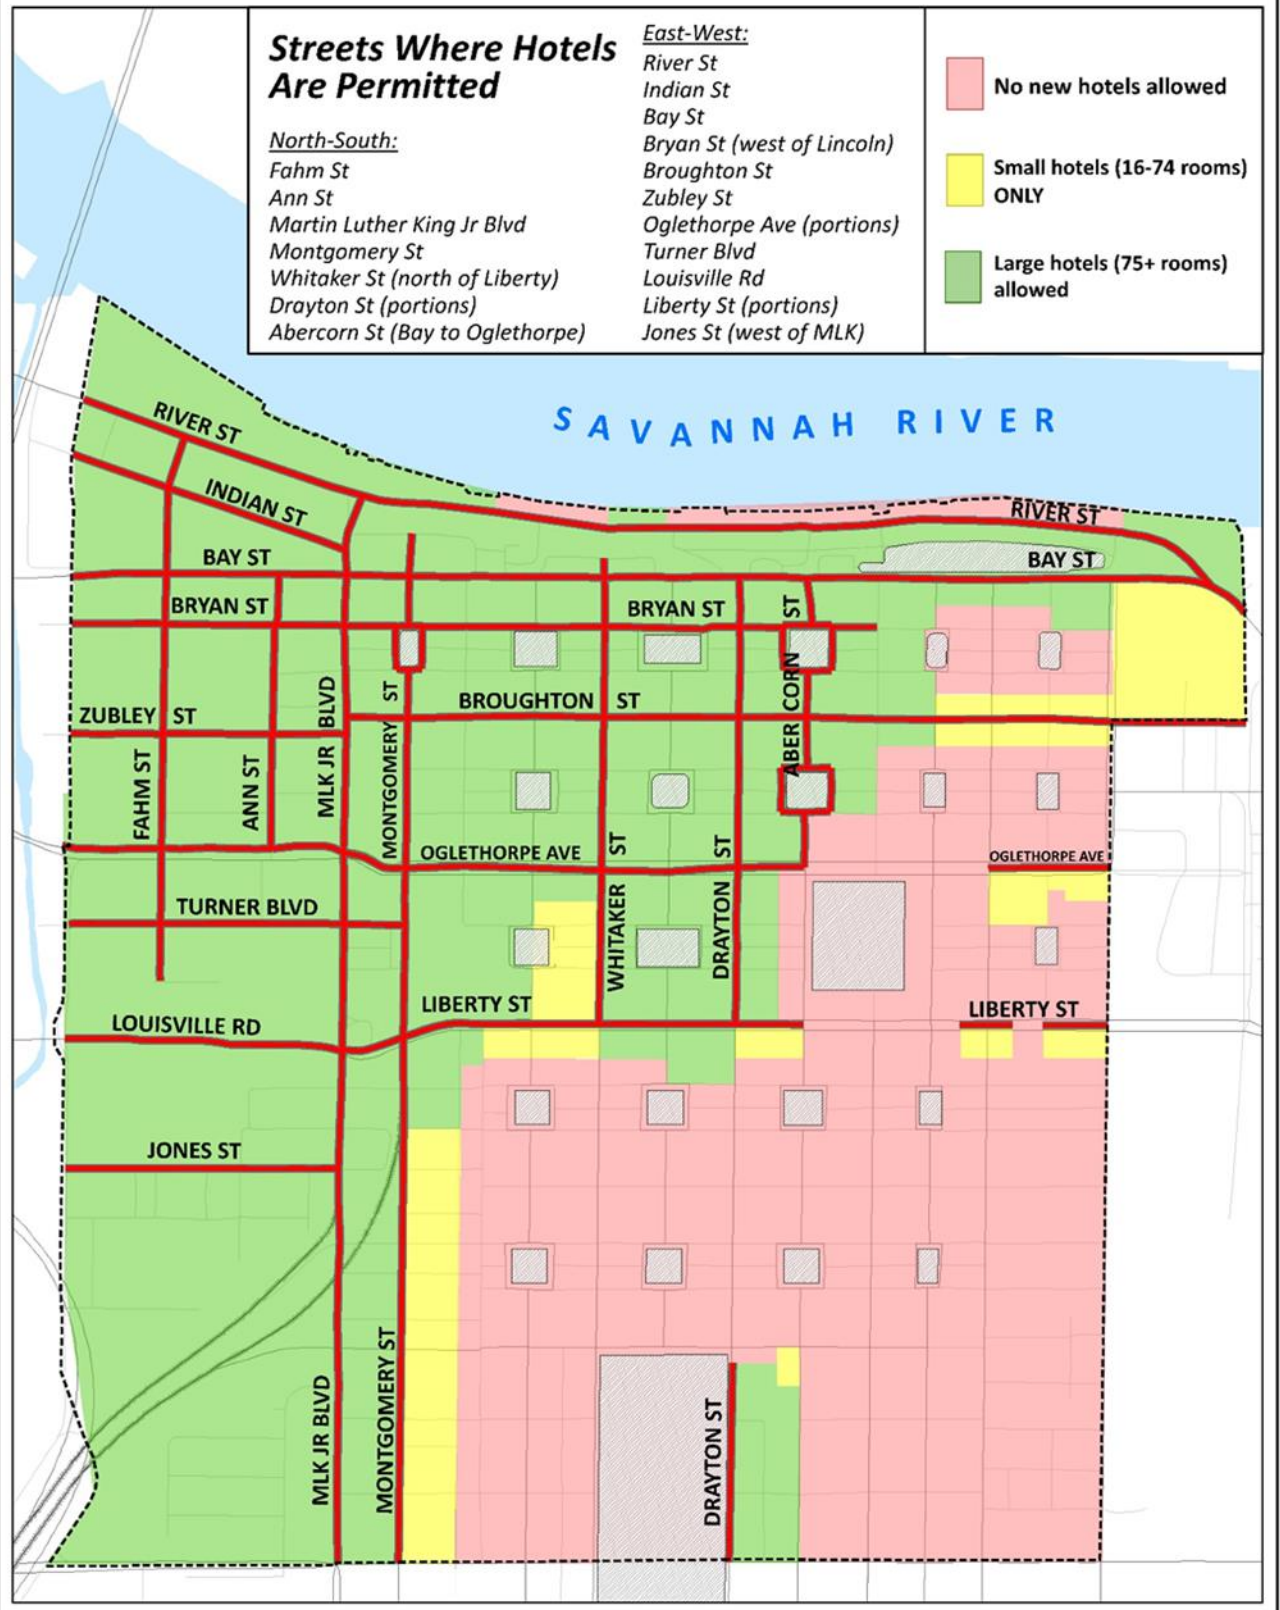 Streets Where Hotels
Are Permitted
North-South:
Fahm St
Ann St
Martin Luther King Jr Blvd
Montgomery St
Whitaker St (north of Liberty)
Drayton St (portions)
Abercorn St (Bay to Oglethorpe)
East-West:
River St
Indian St
Bay St
Bryan St (west of Lincoln)
Broughton St
Zubley St
Oglethorpe Ave (portions)
Turner Blvd
Louisville Rd
Liberty St (portions)
Jones St (west of MLK)
No new hotels allowed
Small hotels (16-74 rooms)
ONLY
Large hotels (75+ rooms)
allowed
SAVANNAH RIVER
RIVER ST
INDIAN ST
RIVER ST
BAY ST
BAY ST
BRYAN ST
BRYAN ST
ABER CORN ST
BROUGHTON ST
ZUBLEY ST
FAHM ST
ANN ST
MLK JR BLVD
MONTGOMERY ST
OGLETHORPE AVE
OGLETHORPE AVE
WHITAKER ST
DRAYTON ST
TURNER BLVD
LIBERTY ST
LIBERTY ST
LOUISVILLE RD
JONES ST
MLK JR BLVD
MONTGOMERY ST
DRAYTON ST